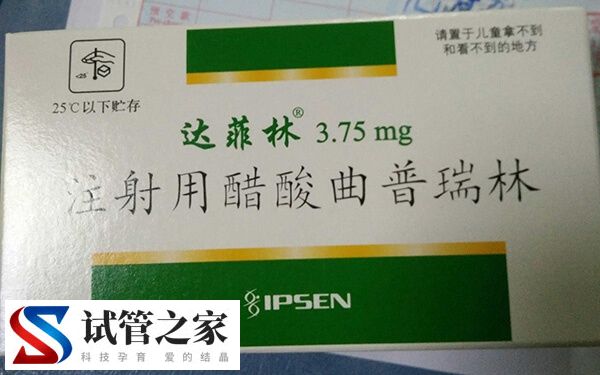 请置于儿童拿不到
和看不到的地方
<25
25℃以下贮存
达菲林® 3.75 mg
注射用醋酸曲普瑞林
IPSEN
试管之家
科技孕育 爱的结晶